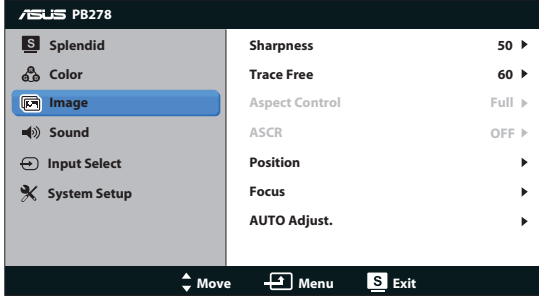 ASUS PB278
S Splendid
Color
Image
Sound
Input Select
System Setup
Sharpness 50
Trace Free 60
Aspect Control Full
ASCR OFF
Position
Focus
AUTO Adjust.
Move Menu S Exit